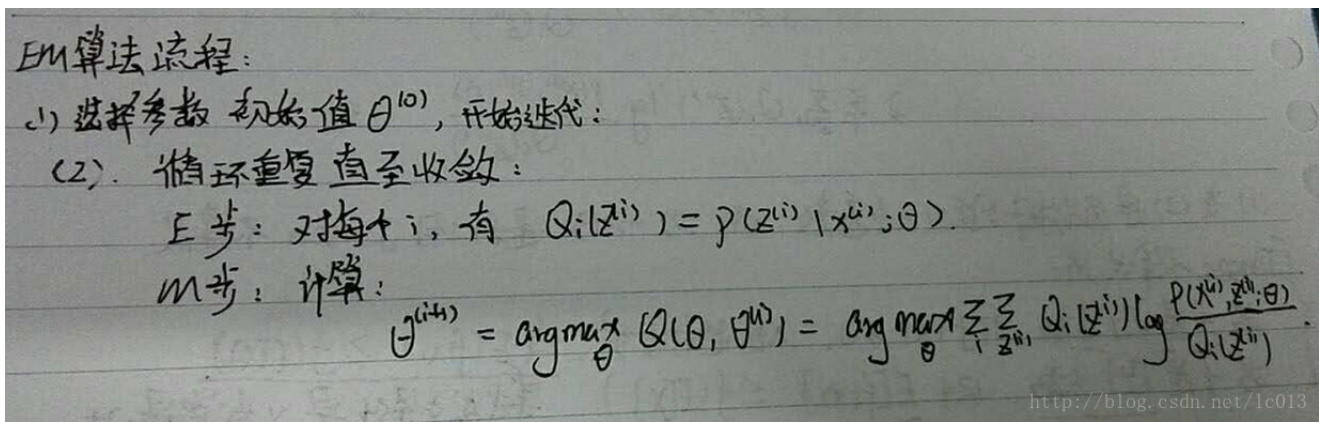 EM算法流程:
(1) 选择参数 初始值 θ^(0), 开始迭代:
(2). 循环重复直至收敛:
E步: 对每个i, 有 Q_i(z^(i)) = P(z^(i) | x^(i); θ).
M步: 计算:
θ^(i+1) = argmax_θ Q(θ, θ^(i)) = argmax_θ Σ_i Σ_z^(i) Q_i(z^(i)) log P(x^(i), z^(i); θ) / Q_i(z^(i)).
http://blog.csdn.net/lc013